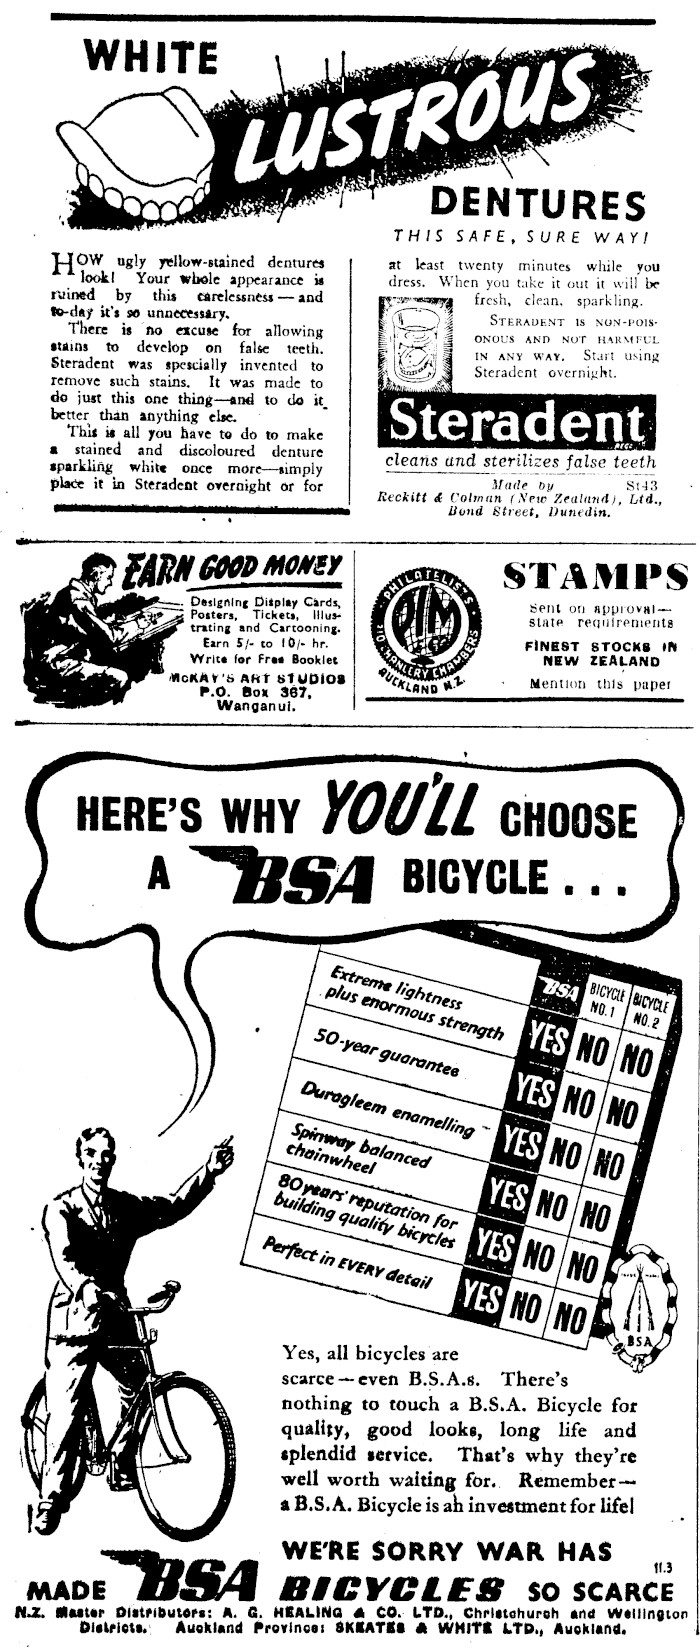 WHITE
LUSTROUS
DENTURES
THIS SAFE, SURE WAY!
HOW ugly yellow-stained dentures
look! Your whole appearance is
ruined by this carelessness — and
to-day it's so unnecessary.
There is no excuse for allowing
stains to develop on false teeth.
Steradent was specially invented to
remove such stains. It was made to
do just this one thing—and to do it
better than anything else.
This is all you have to do to make
a stained and discoloured denture
sparkling white once more—simply
place it in Steradent overnight or for
at least twenty minutes while you
dress. When you take it out it will be
fresh, clean, sparkling.
STERADENT IS NON-POIS-
ONOUS AND NOT HARMFUL
IN ANY WAY. Start using
Steradent overnight.
Steradent
REGD
cleans and sterilizes false teeth
Made by St43
Reckitt & Colman (New Zealand), Ltd.,
Bond Street, Dunedin.
EARN GOOD MONEY
Designing Display Cards,
Posters, Tickets, Illus-
trating and Cartooning.
Earn 5/- to 10/- hr.
Write for Free Booklet
McKAY'S ART STUDIOS
P.O. Box 367,
Wanganui.
PIM
AUCKLAND N.Z.
STAMPS
Sent on approval—
state requirements
FINEST STOCKS IN
NEW ZEALAND
Mention this paper
HERE'S WHY YOU'LL CHOOSE
A BSA BICYCLE . . .
BSA BICYCLE NO. 1 BICYCLE NO. 2
Extreme lightness
plus enormous strength YES NO NO
50-year guarantee YES NO NO
Duragleem enamelling YES NO NO
Spinway balanced
chainwheel YES NO NO
80 years' reputation for
building quality bicycles YES NO NO
Perfect in EVERY detail YES NO NO
TRADE MARK
BSA
Yes, all bicycles are
scarce — even B.S.A.s. There's
nothing to touch a B.S.A. Bicycle for
quality, good looks, long life and
splendid service. That's why they're
well worth waiting for. Remember—
a B.S.A. Bicycle is an investment for life!
WE'RE SORRY WAR HAS
11.3
MADE BSA BICYCLES SO SCARCE
N.Z. Master Distributors: A. G. HEALING & CO. LTD., Christchurch and Wellington
Districts. Auckland Province: SKEATES & WHITE LTD., Auckland.